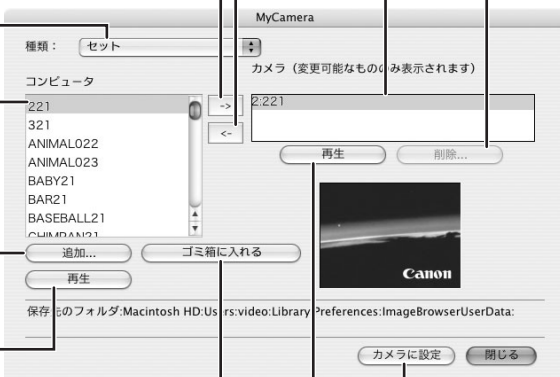 MyCamera
種類： セット
カメラ（変更可能なもののみ表示されます）
コンピュータ
221
321
ANIMAL022
ANIMAL023
BABY21
BAR21
BASEBALL21
CHIMPAN21
->
<-
2:221
再生
削除...
追加...
ゴミ箱に入れる
再生
Canon
保存先のフォルダ:Macintosh HD:Users:video:Library:Preferences:ImageBrowserUserData:
カメラに設定
閉じる